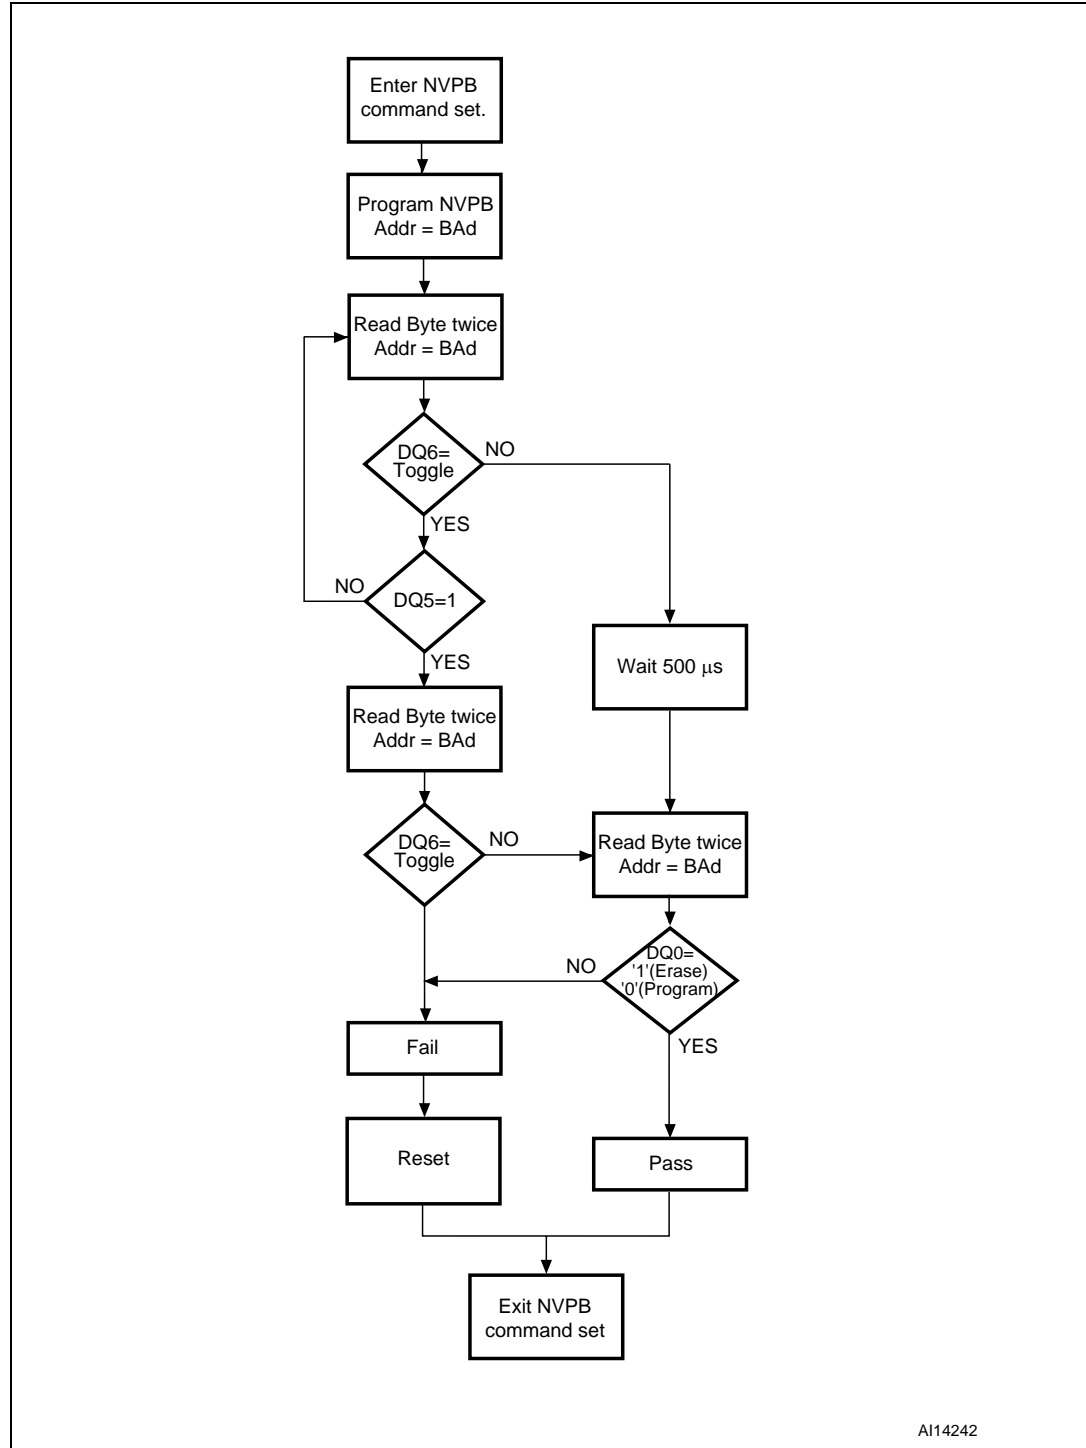 Enter NVPB
command set.
Program NVPB
Addr = BAd
Read Byte twice
Addr = BAd
DQ6=
Toggle
NO
YES
NO
DQ5=1
YES
Wait 500 μs
Read Byte twice
Addr = BAd
DQ6=
Toggle
NO
Read Byte twice
Addr = BAd
DQ0=
'1'(Erase)
'0'(Program)
NO
YES
Fail
Reset
Pass
Exit NVPB
command set
AI14242